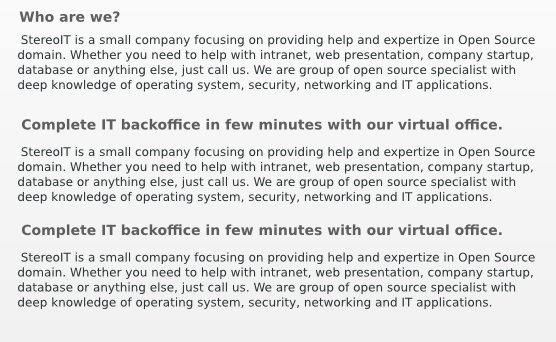 Who are we?
StereoIT is a small company focusing on providing help and expertize in Open Source
domain. Whether you need to help with intranet, web presentation, company startup,
database or anything else, just call us. We are group of open source specialist with
deep knowledge of operating system, security, networking and IT applications.
Complete IT backoffice in few minutes with our virtual office.
StereoIT is a small company focusing on providing help and expertize in Open Source
domain. Whether you need to help with intranet, web presentation, company startup,
database or anything else, just call us. We are group of open source specialist with
deep knowledge of operating system, security, networking and IT applications.
Complete IT backoffice in few minutes with our virtual office.
StereoIT is a small company focusing on providing help and expertize in Open Source
domain. Whether you need to help with intranet, web presentation, company startup,
database or anything else, just call us. We are group of open source specialist with
deep knowledge of operating system, security, networking and IT applications.